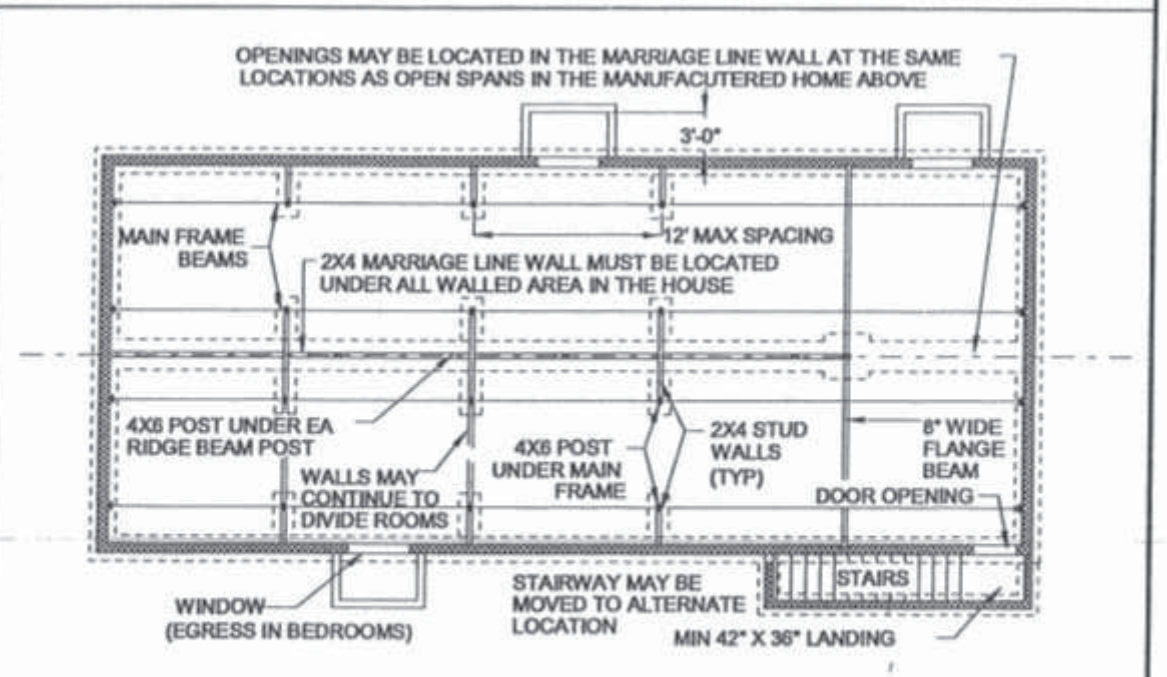 OPENINGS MAY BE LOCATED IN THE MARRIAGE LINE WALL AT THE SAME
LOCATIONS AS OPEN SPANS IN THE MANUFACUTERED HOME ABOVE
3'-0"
MAIN FRAME
BEAMS
12' MAX SPACING
2X4 MARRIAGE LINE WALL MUST BE LOCATED
UNDER ALL WALLED AREA IN THE HOUSE
4X6 POST UNDER EA
RIDGE BEAM POST
WALLS MAY
CONTINUE TO
DIVIDE ROOMS
4X6 POST
UNDER MAIN
FRAME
2X4 STUD
WALLS
(TYP)
8" WIDE
FLANGE
BEAM
DOOR OPENING
STAIRS
WINDOW
(EGRESS IN BEDROOMS)
STAIRWAY MAY BE
MOVED TO ALTERNATE
LOCATION
MIN 42" X 36" LANDING